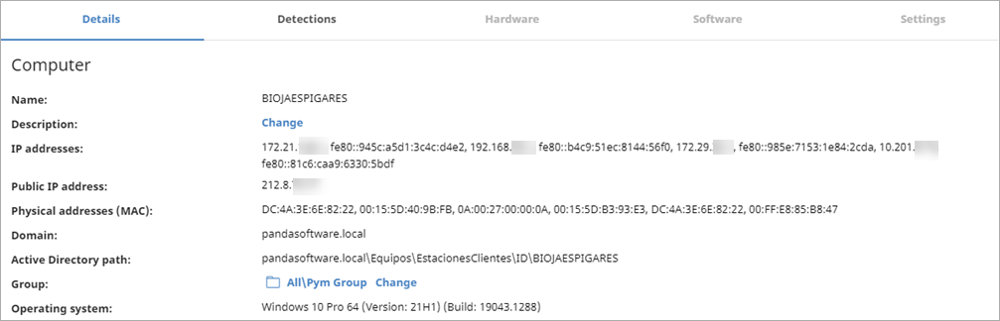 Details Detections Hardware Software Settings
Computer
Name: BIOJAESPIGARES
Description: Change
IP addresses: 172.21. fe80::945c:a5d1:3c4c:d4e2, 192.168. fe80::b4c9:51ec:8144:56f0, 172.29. , fe80::985e:7153:1e84:2cda, 10.201.
fe80::81c6:caa9:6330:5bdf
Public IP address: 212.8.
Physical addresses (MAC): DC:4A:3E:6E:82:22, 00:15:5D:40:9B:FB, 0A:00:27:00:00:0A, 00:15:5D:B3:93:E3, DC:4A:3E:6E:82:22, 00:FF:E8:85:B8:47
Domain: pandasoftware.local
Active Directory path: pandasoftware.local\Equipos\EstacionesClientes\ID\BIOJAESPIGARES
Group: All\Pym Group Change
Operating system: Windows 10 Pro 64 (Version: 21H1) (Build: 19043.1288)